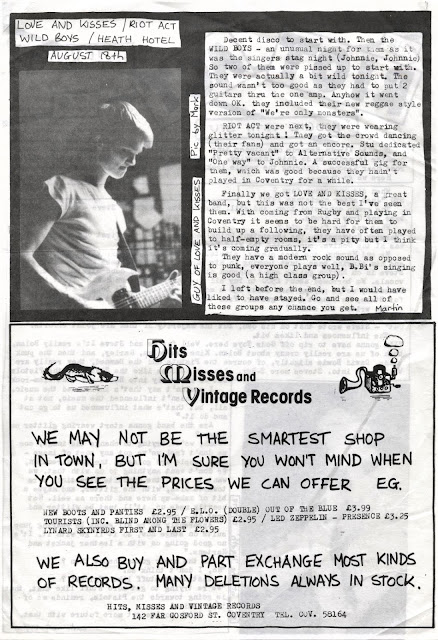 LOVE AND KISSES / RIOT ACT
WILD BOYS / HEATH HOTEL
AUGUST 18th
GUY OF LOVE AND KISSES
Pic by Mark
Decent disco to start with. Then the
WILD BOYS - an unusual night for them as it
was the singers stag night (Johnnie, Johnnie)
So two of them were pissed up to start with.
They were actually a bit wild tonight. The
sound wasn't too good as they had to put 2
guitars thru the one amp. Anyhow it went
down OK. they included their new reggae style
version of "We're only monsters".
RIOT ACT were next, they were wearing
glitter tonight! They got the crowd dancing
(their fans) and got an encore. Stu dedicated
"Pretty vacant" to Alternative Sounds, and
"One way" to Johnnie. A successful gig for
them, which was good because they hadn't
played in Coventry for a while.
Finally we got LOVE AND KISSES, a great
band, but this was not the best I've seen
them. With coming from Rugby and playing in
Coventry it seems to be hard for them to
build up a following, they have often played
to half-empty rooms, it's a pity but I think
it's coming gradually.
They have a modern rock sound as opposed
to punk, everyone plays well, B.Bi's singing
is good (a high class group).
I left before the end, but I would have
liked to have stayed. Go and see all of
these groups any chance you get. Martin
Hits
Misses and
Vintage Records
WE MAY NOT BE THE SMARTEST SHOP
IN TOWN, BUT I'M SURE YOU WON'T MIND WHEN
YOU SEE THE PRICES WE CAN OFFER EG.
NEW BOOTS AND PANTIES £2.95 / E.L.O. (DOUBLE) OUT OF THE BLUE £3.99
TOURISTS (INC. BLIND AMONG THE FLOWERS) £2.95 / LED ZEPPELIN - PRESENCE £3.25
LYNARD SKYNYRDS FIRST AND LAST £2.95
WE ALSO BUY AND PART EXCHANGE MOST KINDS
OF RECORDS. MANY DELETIONS ALWAYS IN STOCK.
HITS, MISSES AND VINTAGE RECORDS
142 FAR GOSFORD ST. COVENTRY TEL. COV. 58164